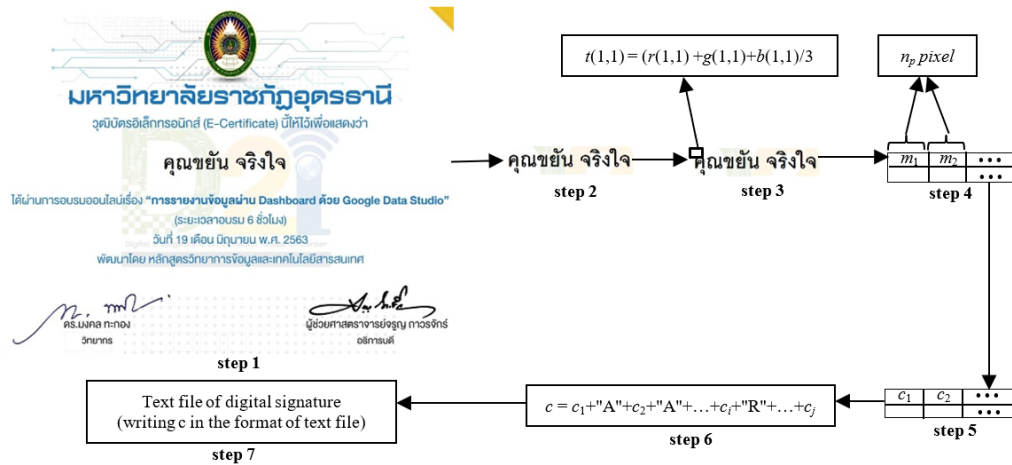 มหาวิทยาลัยราชภัฏอุดรธานี
วุฒิบัตรอิเล็กทรอนิกส์ (E-Certificate) นี้ให้ไว้เพื่อแสดงว่า
คุณขยัน จริงใจ
ได้ผ่านการอบรมออนไลน์เรื่อง "การรายงานข้อมูลผ่าน Dashboard ด้วย Google Data Studio"
(ระยะเวลาอบรม 6 ชั่วโมง)
วันที่ 19 เดือน มิถุนายน พ.ศ. 2563
พัฒนาโดย หลักสูตรวิทยาการข้อมูลและเทคโนโลยีสารสนเทศ
ดร.มงคล ทะกอง
วิทยากร
ผู้ช่วยศาสตราจารย์จรูญ ถาวรจักร์
อธิการบดี
step 1
คุณขยัน จริงใจ
step 2
t(1,1) = (r(1,1) +g(1,1)+b(1,1)/3
คุณขยัน จริงใจ
step 3
nₚ pixel
m₁ m₂ •••
•••
step 4
c₁ c₂ •••
•••
step 5
c = c₁+"A"+c₂+"A"+…+cᵢ+"R"+…+cⱼ
step 6
Text file of digital signature
(writing c in the format of text file)
step 7